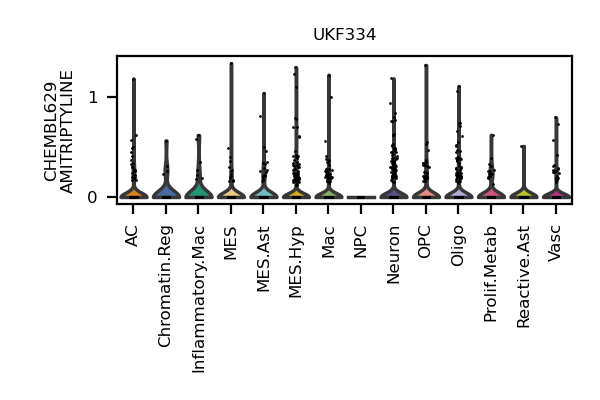 UKF334
CHEMBL629
AMITRIPTYLINE
1
0
AC
Chromatin.Reg
Inflammatory.Mac
MES
MES.Ast
MES.Hyp
Mac
NPC
Neuron
OPC
Oligo
Prolif.Metab
Reactive.Ast
Vasc